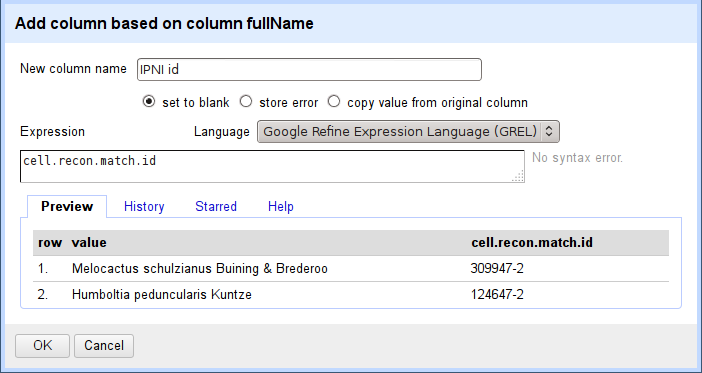 Add column based on column fullName
New column name IPNI id
set to blank store error copy value from original column
Expression Language Google Refine Expression Language (GREL)
cell.recon.match.id No syntax error.
Preview History Starred Help
row value cell.recon.match.id
1. Melocactus schulzianus Buining & Brederoo 309947-2
2. Humboltia peduncularis Kuntze 124647-2
OK Cancel